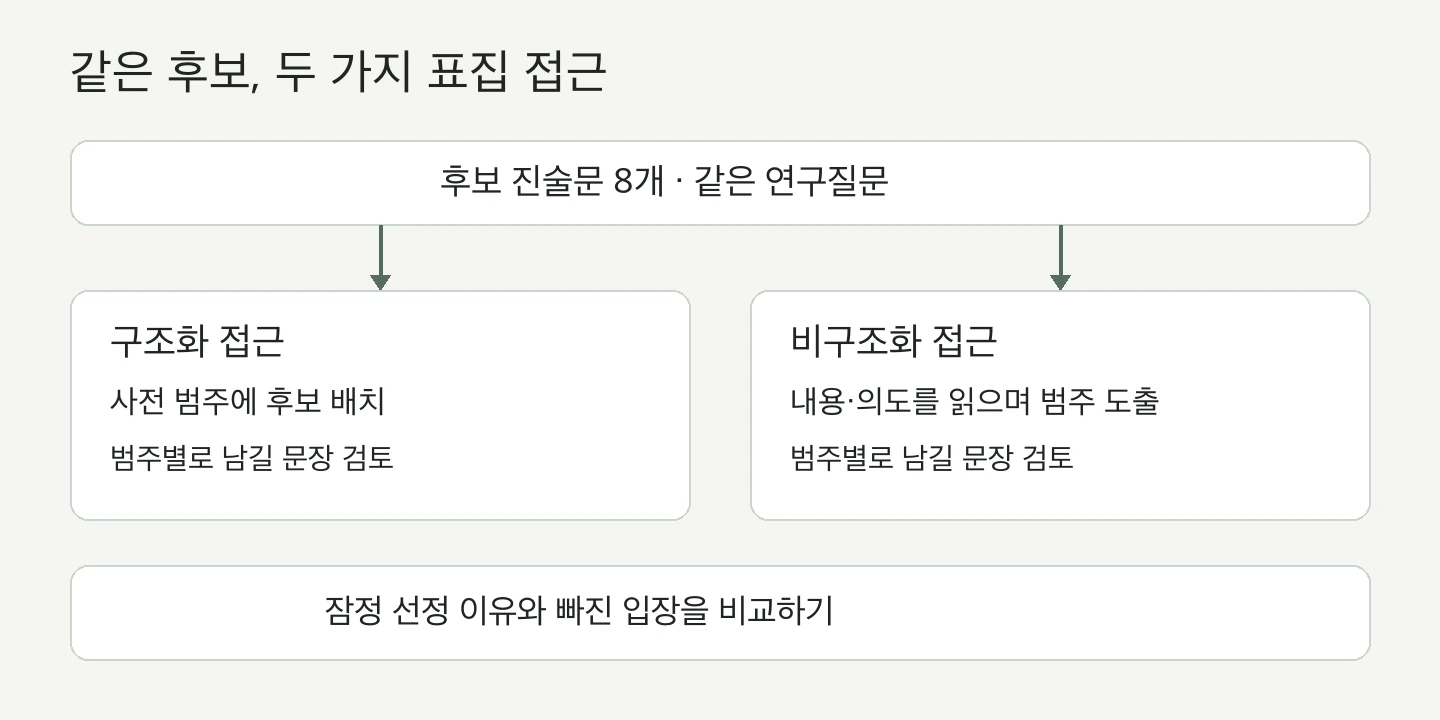 같은 후보, 두 가지 표집 접근
후보 진술문 8개 · 같은 연구질문
구조화 접근
사전 범주에 후보 배치
범주별로 남길 문장 검토
비구조화 접근
내용·의도를 읽으며 범주 도출
범주별로 남길 문장 검토
잠정 선정 이유와 빠진 입장을 비교하기